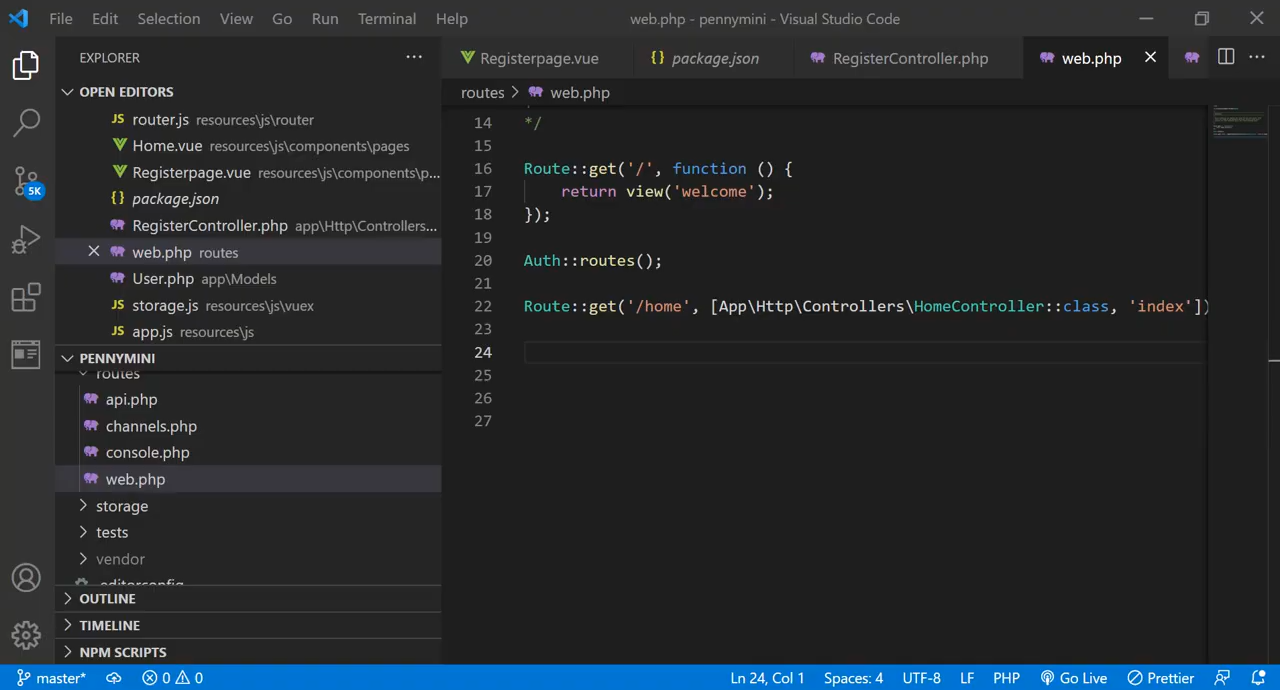 File Edit Selection View Go Run Terminal Help
web.php - pennymini - Visual Studio Code
EXPLORER
OPEN EDITORS
JS router.js resources\js\router
Home.vue resources\js\components\pages
Registerpage.vue resources\js\components\p...
{} package.json
RegisterController.php app\Http\Controllers...
web.php routes
User.php app\Models
JS storage.js resources\js\vuex
JS app.js resources\js
PENNYMINI
routes
api.php
channels.php
console.php
web.php
storage
tests
vendor
.editorconfig
OUTLINE
TIMELINE
NPM SCRIPTS
5K
Registerpage.vue {} package.json RegisterController.php web.php
routes > web.php
14 */
15
16 Route::get('/', function () {
17 return view('welcome');
18 });
19
20 Auth::routes();
21
22 Route::get('/home', [App\Http\Controllers\HomeController::class, 'index'])
23
24
25
26
27
master* 0 0 Ln 24, Col 1 Spaces: 4 UTF-8 LF PHP Go Live Prettier